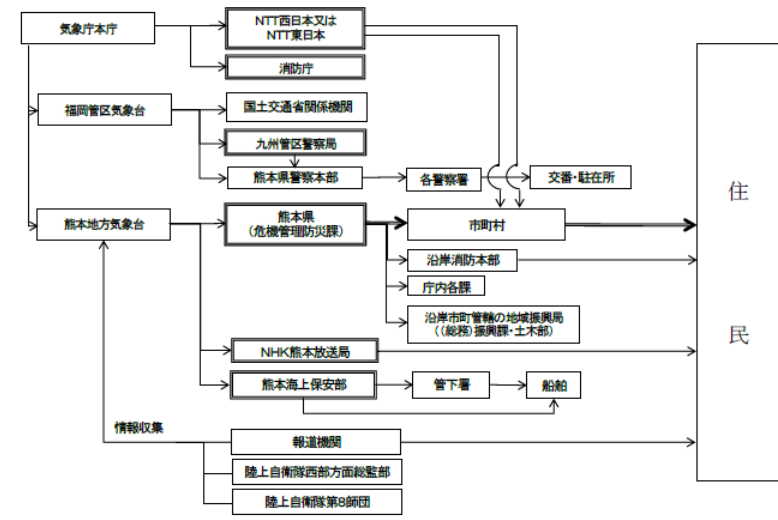 気象庁本庁
NTT西日本又は
NTT東日本
消防庁
福岡管区気象台
国土交通省関係機関
九州管区警察局
熊本県警察本部
各警察署
交番・駐在所
熊本地方気象台
熊本県
(危機管理防災課)
市町村
沿岸消防本部
庁内各課
沿岸市町管轄の地域振興局
((総務)振興課・土木部)
NHK熊本放送局
熊本海上保安部
管下署
船舶
情報収集
報道機関
陸上自衛隊西部方面総監部
陸上自衛隊第8師団
住
民